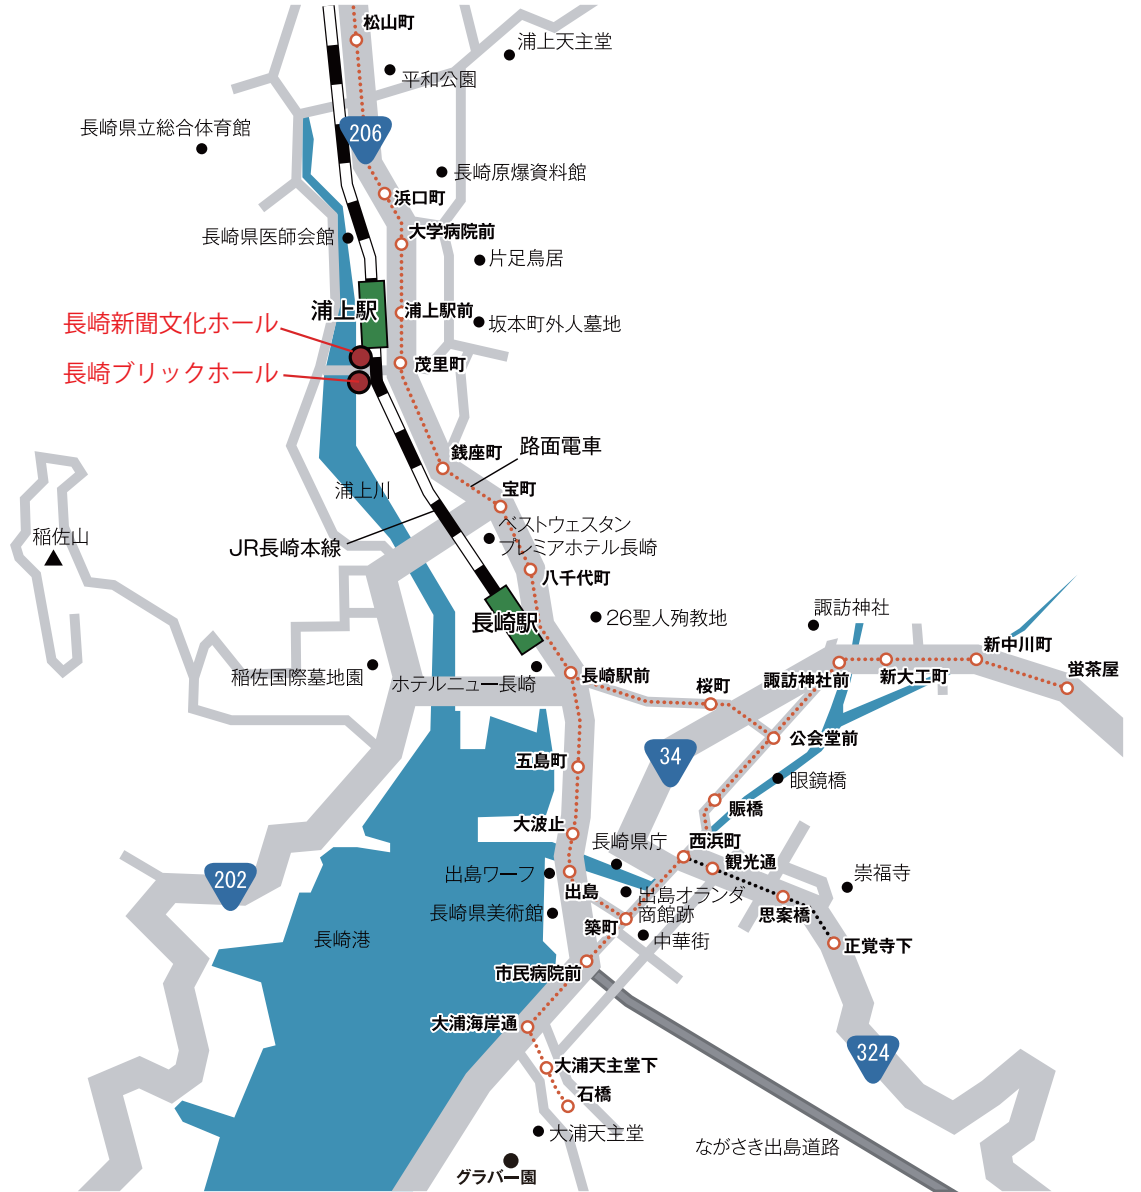 松山町
浦上天主堂
平和公園
長崎県立総合体育館
206
長崎原爆資料館
浜口町
大学病院前
長崎県医師会館
片足鳥居
浦上駅
浦上駅前
長崎新聞文化ホール
坂本町外人墓地
茂里町
長崎ブリックホール
銭座町
路面電車
浦上川
宝町
ベストウェスタン
プレミアホテル長崎
稲佐山
JR長崎本線
八千代町
26聖人殉教地
諏訪神社
長崎駅
新中川町
稲佐国際墓地園
ホテルニュー長崎
長崎駅前
桜町
諏訪神社前
新大工町
蛍茶屋
公会堂前
34
五島町
眼鏡橋
賑橋
大波止
長崎県庁
西浜町
観光通
202
出島ワーフ
出島
出島オランダ
商館跡
崇福寺
長崎県美術館
築町
思案橋
長崎港
中華街
正覚寺下
市民病院前
大浦海岸通
324
大浦天主堂下
石橋
大浦天主堂
ながさき出島道路
グラバー園